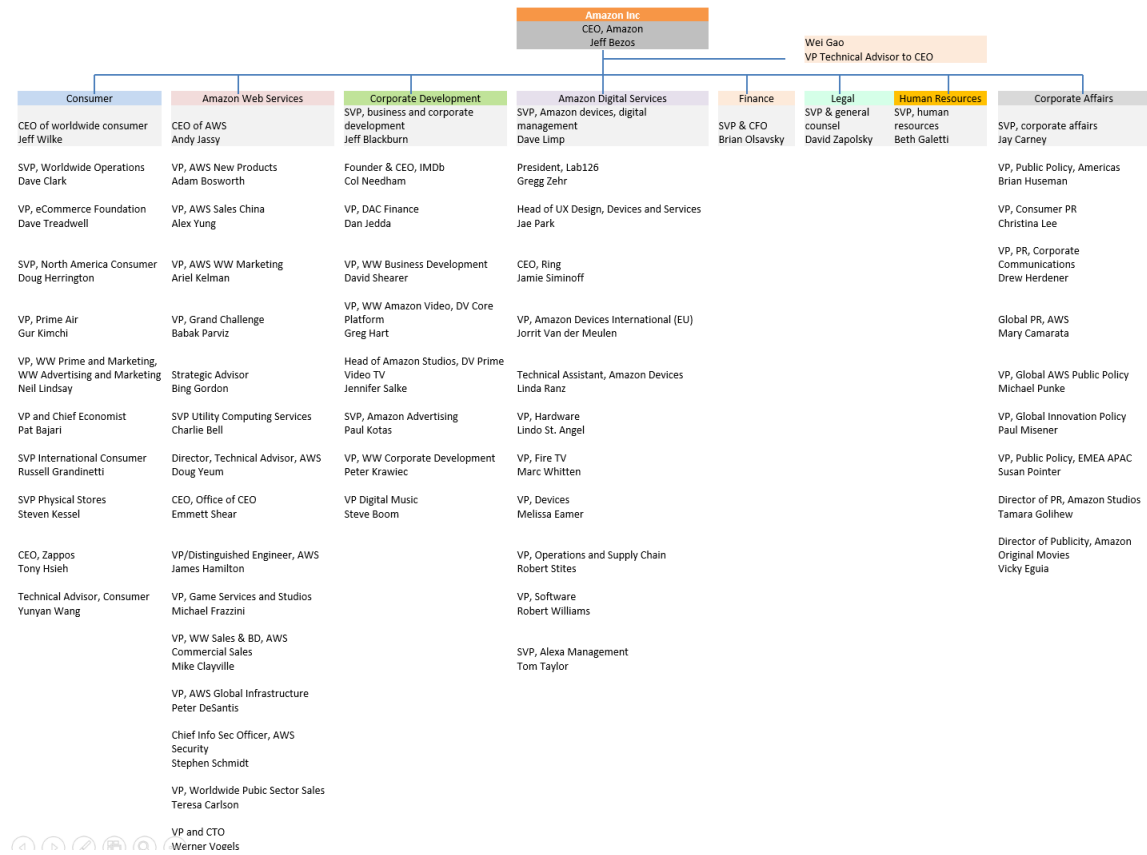 Amazon Inc
CEO, Amazon
Jeff Bezos
Wei Gao
VP Technical Advisor to CEO
Consumer
CEO of worldwide consumer
Jeff Wilke
SVP, Worldwide Operations
Dave Clark
VP, eCommerce Foundation
Dave Treadwell
SVP, North America Consumer
Doug Herrington
VP, Prime Air
Gur Kimchi
VP, WW Prime and Marketing,
WW Advertising and Marketing
Neil Lindsay
VP and Chief Economist
Pat Bajari
SVP International Consumer
Russell Grandinetti
SVP Physical Stores
Steven Kessel
CEO, Zappos
Tony Hsieh
Technical Advisor, Consumer
Yunyan Wang
Amazon Web Services
CEO of AWS
Andy Jassy
VP, AWS New Products
Adam Bosworth
VP, AWS Sales China
Alex Yung
VP, AWS WW Marketing
Ariel Kelman
VP, Grand Challenge
Babak Parviz
Strategic Advisor
Bing Gordon
SVP Utility Computing Services
Charlie Bell
Director, Technical Advisor, AWS
Doug Yeum
CEO, Office of CEO
Emmett Shear
VP/Distinguished Engineer, AWS
James Hamilton
VP, Game Services and Studios
Michael Frazzini
VP, WW Sales & BD, AWS
Commercial Sales
Mike Clayville
VP, AWS Global Infrastructure
Peter DeSantis
Chief Info Sec Officer, AWS
Security
Stephen Schmidt
VP, Worldwide Pubic Sector Sales
Teresa Carlson
VP and CTO
Werner Vogels
Corporate Development
SVP, business and corporate
development
Jeff Blackburn
Founder & CEO, IMDb
Col Needham
VP, DAC Finance
Dan Jedda
VP, WW Business Development
David Shearer
VP, WW Amazon Video, DV Core
Platform
Greg Hart
Head of Amazon Studios, DV Prime
Video TV
Jennifer Salke
SVP, Amazon Advertising
Paul Kotas
VP, WW Corporate Development
Peter Krawiec
VP Digital Music
Steve Boom
Amazon Digital Services
SVP, Amazon devices, digital
management
Dave Limp
President, Lab126
Gregg Zehr
Head of UX Design, Devices and Services
Jae Park
CEO, Ring
Jamie Siminoff
VP, Amazon Devices International (EU)
Jorrit Van der Meulen
Technical Assistant, Amazon Devices
Linda Ranz
VP, Hardware
Lindo St. Angel
VP, Fire TV
Marc Whitten
VP, Devices
Melissa Eamer
VP, Operations and Supply Chain
Robert Stites
VP, Software
Robert Williams
SVP, Alexa Management
Tom Taylor
Finance
SVP & CFO
Brian Olsavsky
Legal
SVP & general
counsel
David Zapolsky
Human Resources
SVP, human
resources
Beth Galetti
Corporate Affairs
SVP, corporate affairs
Jay Carney
VP, Public Policy, Americas
Brian Huseman
VP, Consumer PR
Christina Lee
VP, PR, Corporate
Communications
Drew Herdener
Global PR, AWS
Mary Camarata
VP, Global AWS Public Policy
Michael Punke
VP, Global Innovation Policy
Paul Misener
VP, Public Policy, EMEA APAC
Susan Pointer
Director of PR, Amazon Studios
Tamara Golihew
Director of Publicity, Amazon
Original Movies
Vicky Eguia